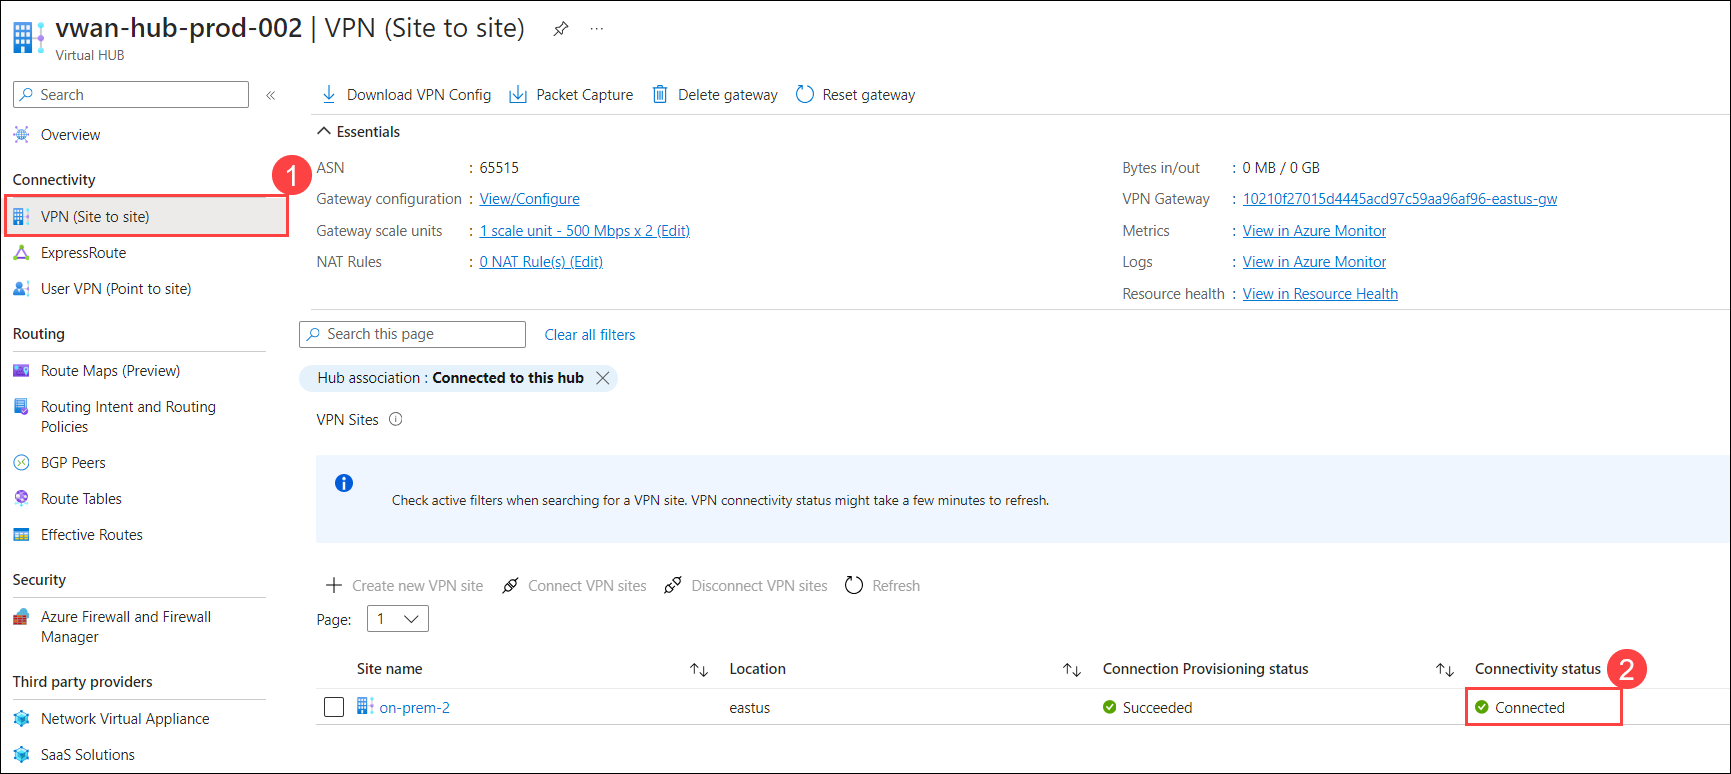 vwan-hub-prod-002 | VPN (Site to site)
Virtual HUB
Search
Overview
Connectivity
1
VPN (Site to site)
ExpressRoute
User VPN (Point to site)
Routing
Route Maps (Preview)
Routing Intent and Routing
Policies
BGP Peers
Route Tables
Effective Routes
Security
Azure Firewall and Firewall
Manager
Third party providers
Network Virtual Appliance
SaaS Solutions
Download VPN Config Packet Capture Delete gateway Reset gateway
Essentials
ASN : 65515
Gateway configuration : View/Configure
Gateway scale units : 1 scale unit - 500 Mbps x 2 (Edit)
NAT Rules : 0 NAT Rule(s) (Edit)
Bytes in/out : 0 MB / 0 GB
VPN Gateway : 10210f27015d4445acd97c59aa96af96-eastus-gw
Metrics : View in Azure Monitor
Logs : View in Azure Monitor
Resource health : View in Resource Health
Search this page Clear all filters
Hub association : Connected to this hub
VPN Sites
Check active filters when searching for a VPN site. VPN connectivity status might take a few minutes to refresh.
Create new VPN site Connect VPN sites Disconnect VPN sites Refresh
Page: 1
Site name Location Connection Provisioning status Connectivity status 2
on-prem-2 eastus Succeeded Connected